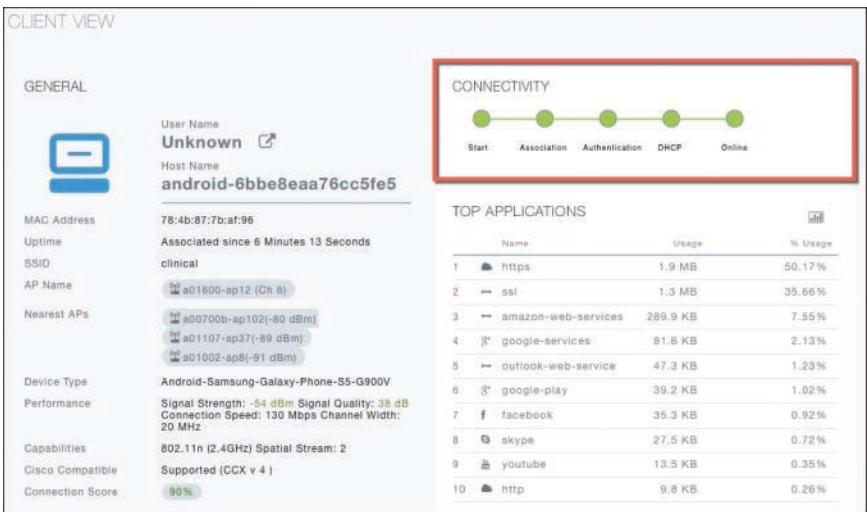 CLIENT VIEW
GENERAL
User Name
Unknown
Host Name
android-6bbe8eaa76cc5fe5
MAC Address 78:4b:87:7b:af:96
Uptime Associated since 6 Minutes 13 Seconds
SSID clinical
AP Name a01600-ap12 (Ch 6)
Nearest APs a00700b-ap102(-80 dBm)
a01107-ap37(-89 dBm)
a01002-ap8(-91 dBm)
Device Type Android-Samsung-Galaxy-Phone-S5-G900V
Performance Signal Strength: -54 dBm Signal Quality: 38 dB
Connection Speed: 130 Mbps Channel Width:
20 MHz
Capabilities 802.11n (2.4GHz) Spatial Stream: 2
Cisco Compatible Supported (CCX v 4 )
Connection Score 90%
CONNECTIVITY
Start Association Authentication DHCP Online
TOP APPLICATIONS
Name Usage % Usage
1 https 1.9 MB 50.17%
2 ssl 1.3 MB 35.66%
3 amazon-web-services 289.9 KB 7.55%
4 google-services 81.6 KB 2.13%
5 outlook-web-service 47.3 KB 1.23%
6 google-play 39.2 KB 1.02%
7 facebook 35.3 KB 0.92%
8 skype 27.5 KB 0.72%
9 youtube 13.5 KB 0.35%
10 http 9.8 KB 0.26%